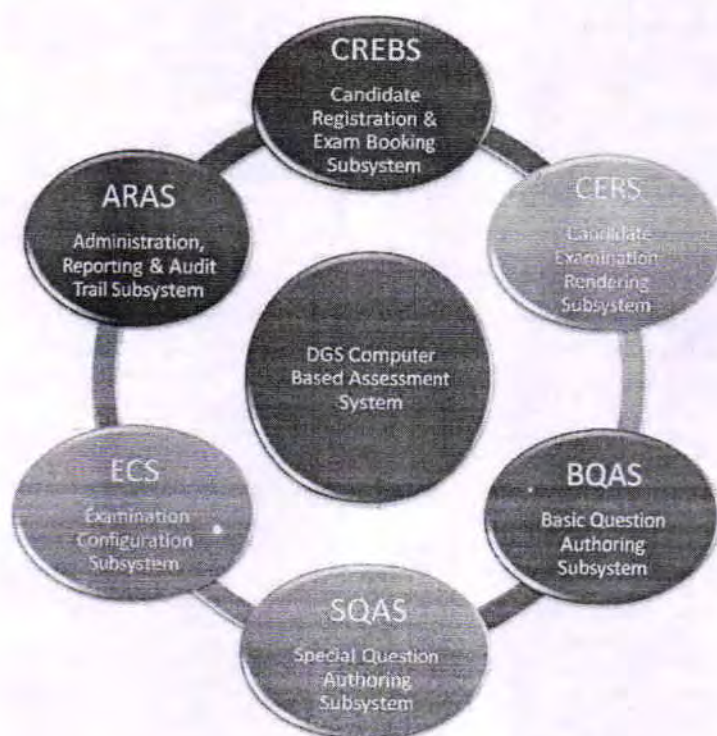 CREBS
Candidate
Registration &
Exam Booking
Subsystem
CERS
Candidate
Examination
Rendering
Subsystem
ARAS
Administration,
Reporting & Audit
Trail Subsystem
DGS Computer
Based Assessment
System
ECS
Examination
Configuration
Subsystem
BQAS
Basic Question
Authoring
Subsystem
SQAS
Special Question
Authoring
Subsystem